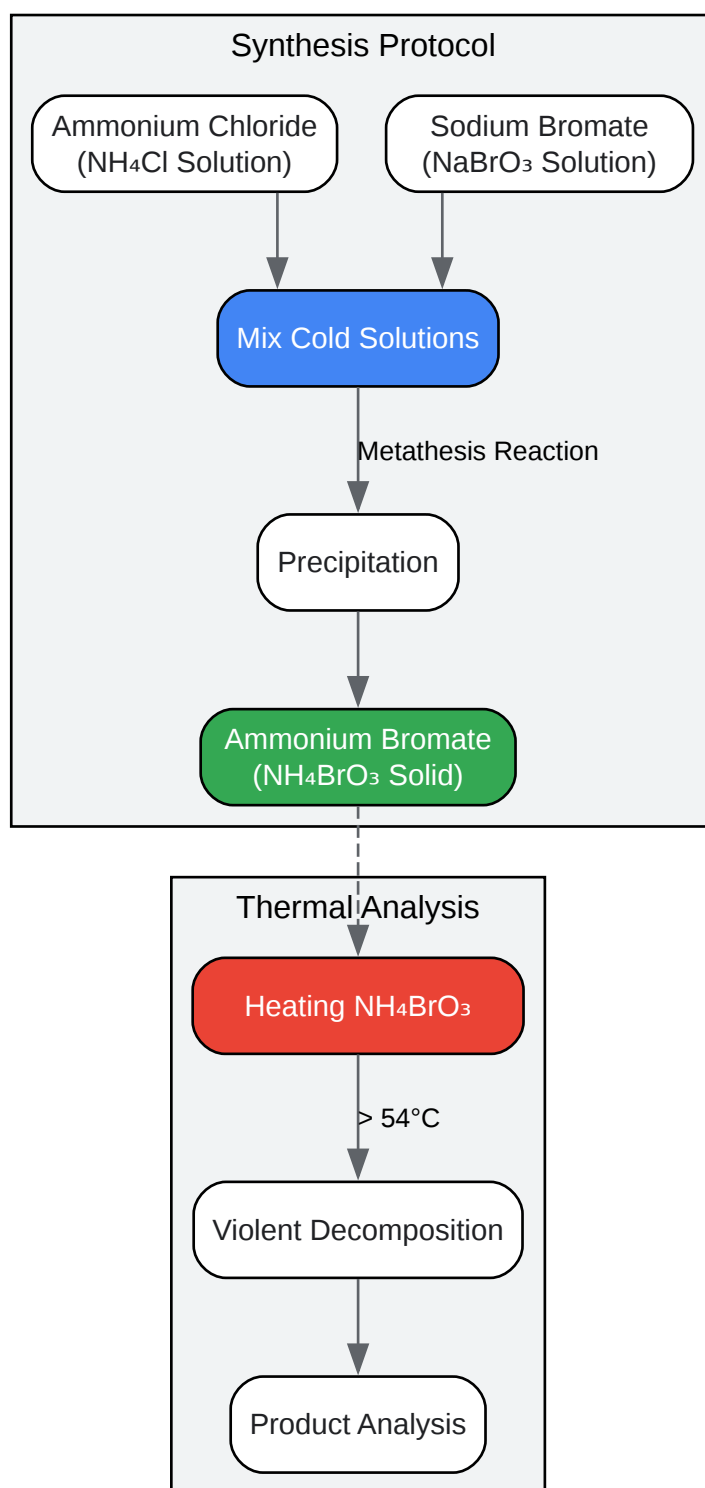 Synthesis Protocol
Ammonium Chloride
(NH₄Cl Solution)
Sodium Bromate
(NaBrO₃ Solution)
Mix Cold Solutions
Metathesis Reaction
Precipitation
Ammonium Bromate
(NH₄BrO₃ Solid)
Thermal Analysis
Heating NH₄BrO₃
> 54°C
Violent Decomposition
Product Analysis